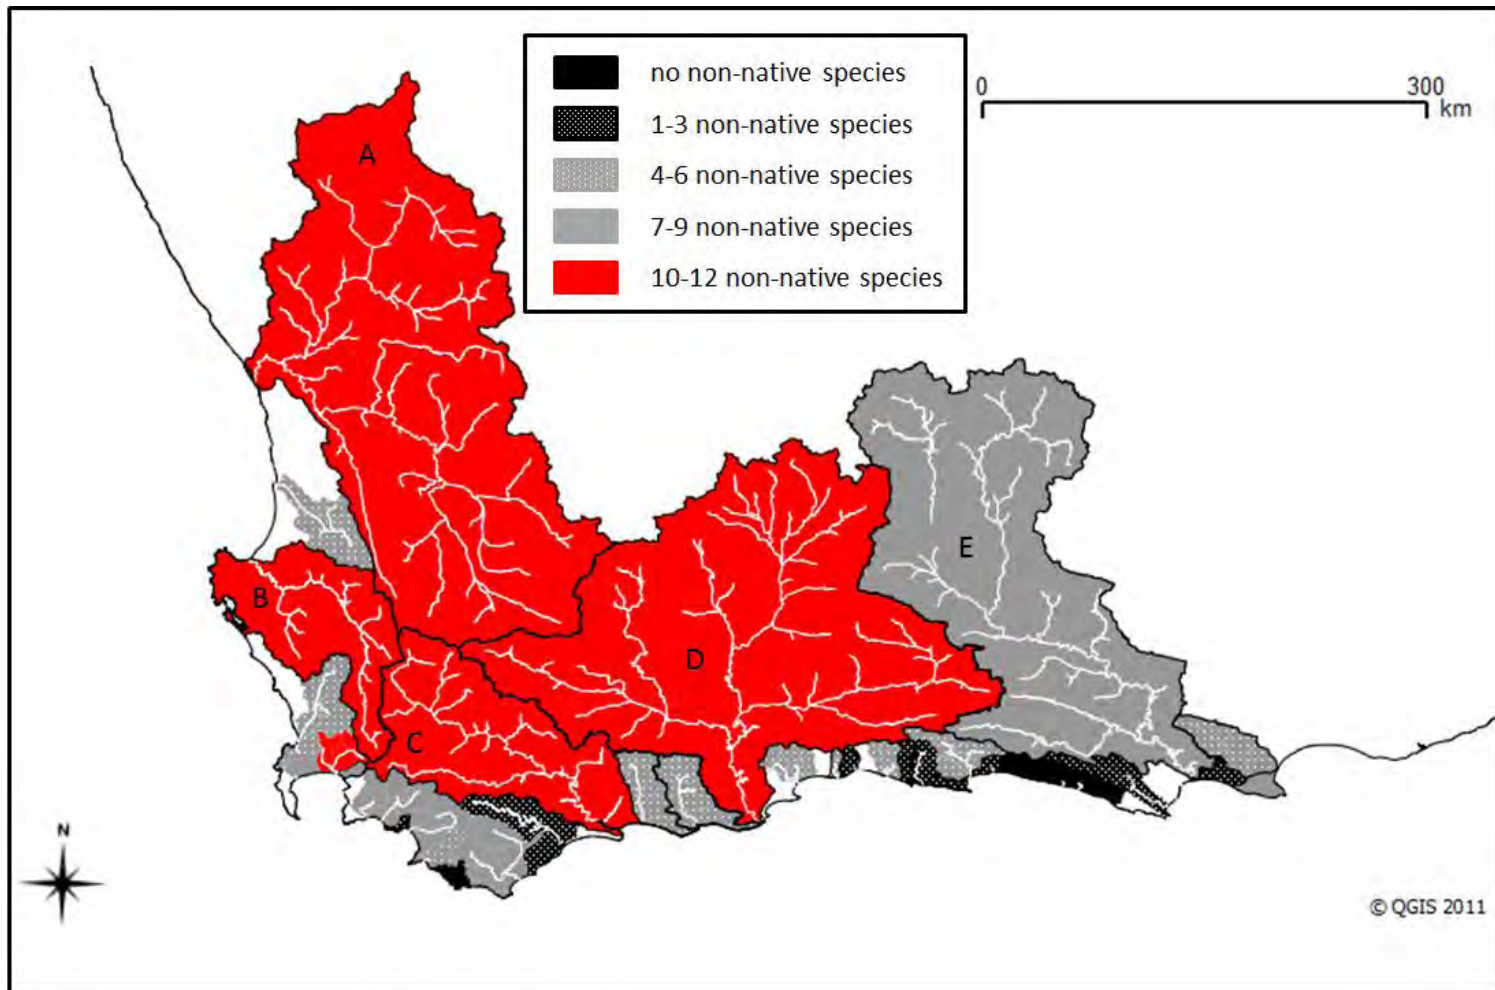 no non-native species
1-3 non-native species
4-6 non-native species
7-9 non-native species
10-12 non-native species
0 300
km
A
E
B
D
C
N
© QGIS 2011